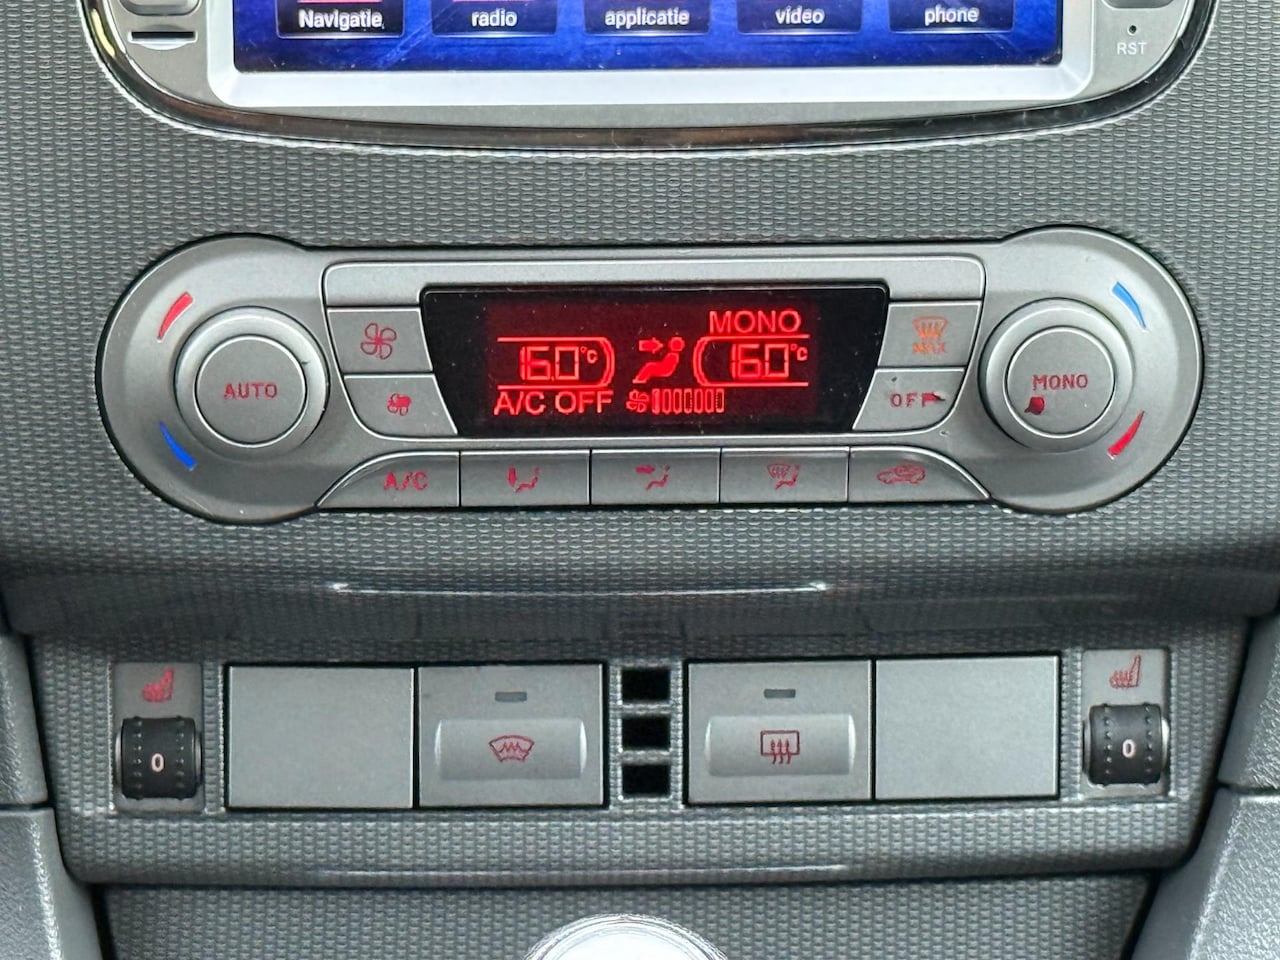 Navigatie radio applicatie video phone
RST
MONO
16.0°C 16.0°C
A/C OFF
MAX
AUTO
OFF
MONO
A/C
0 0